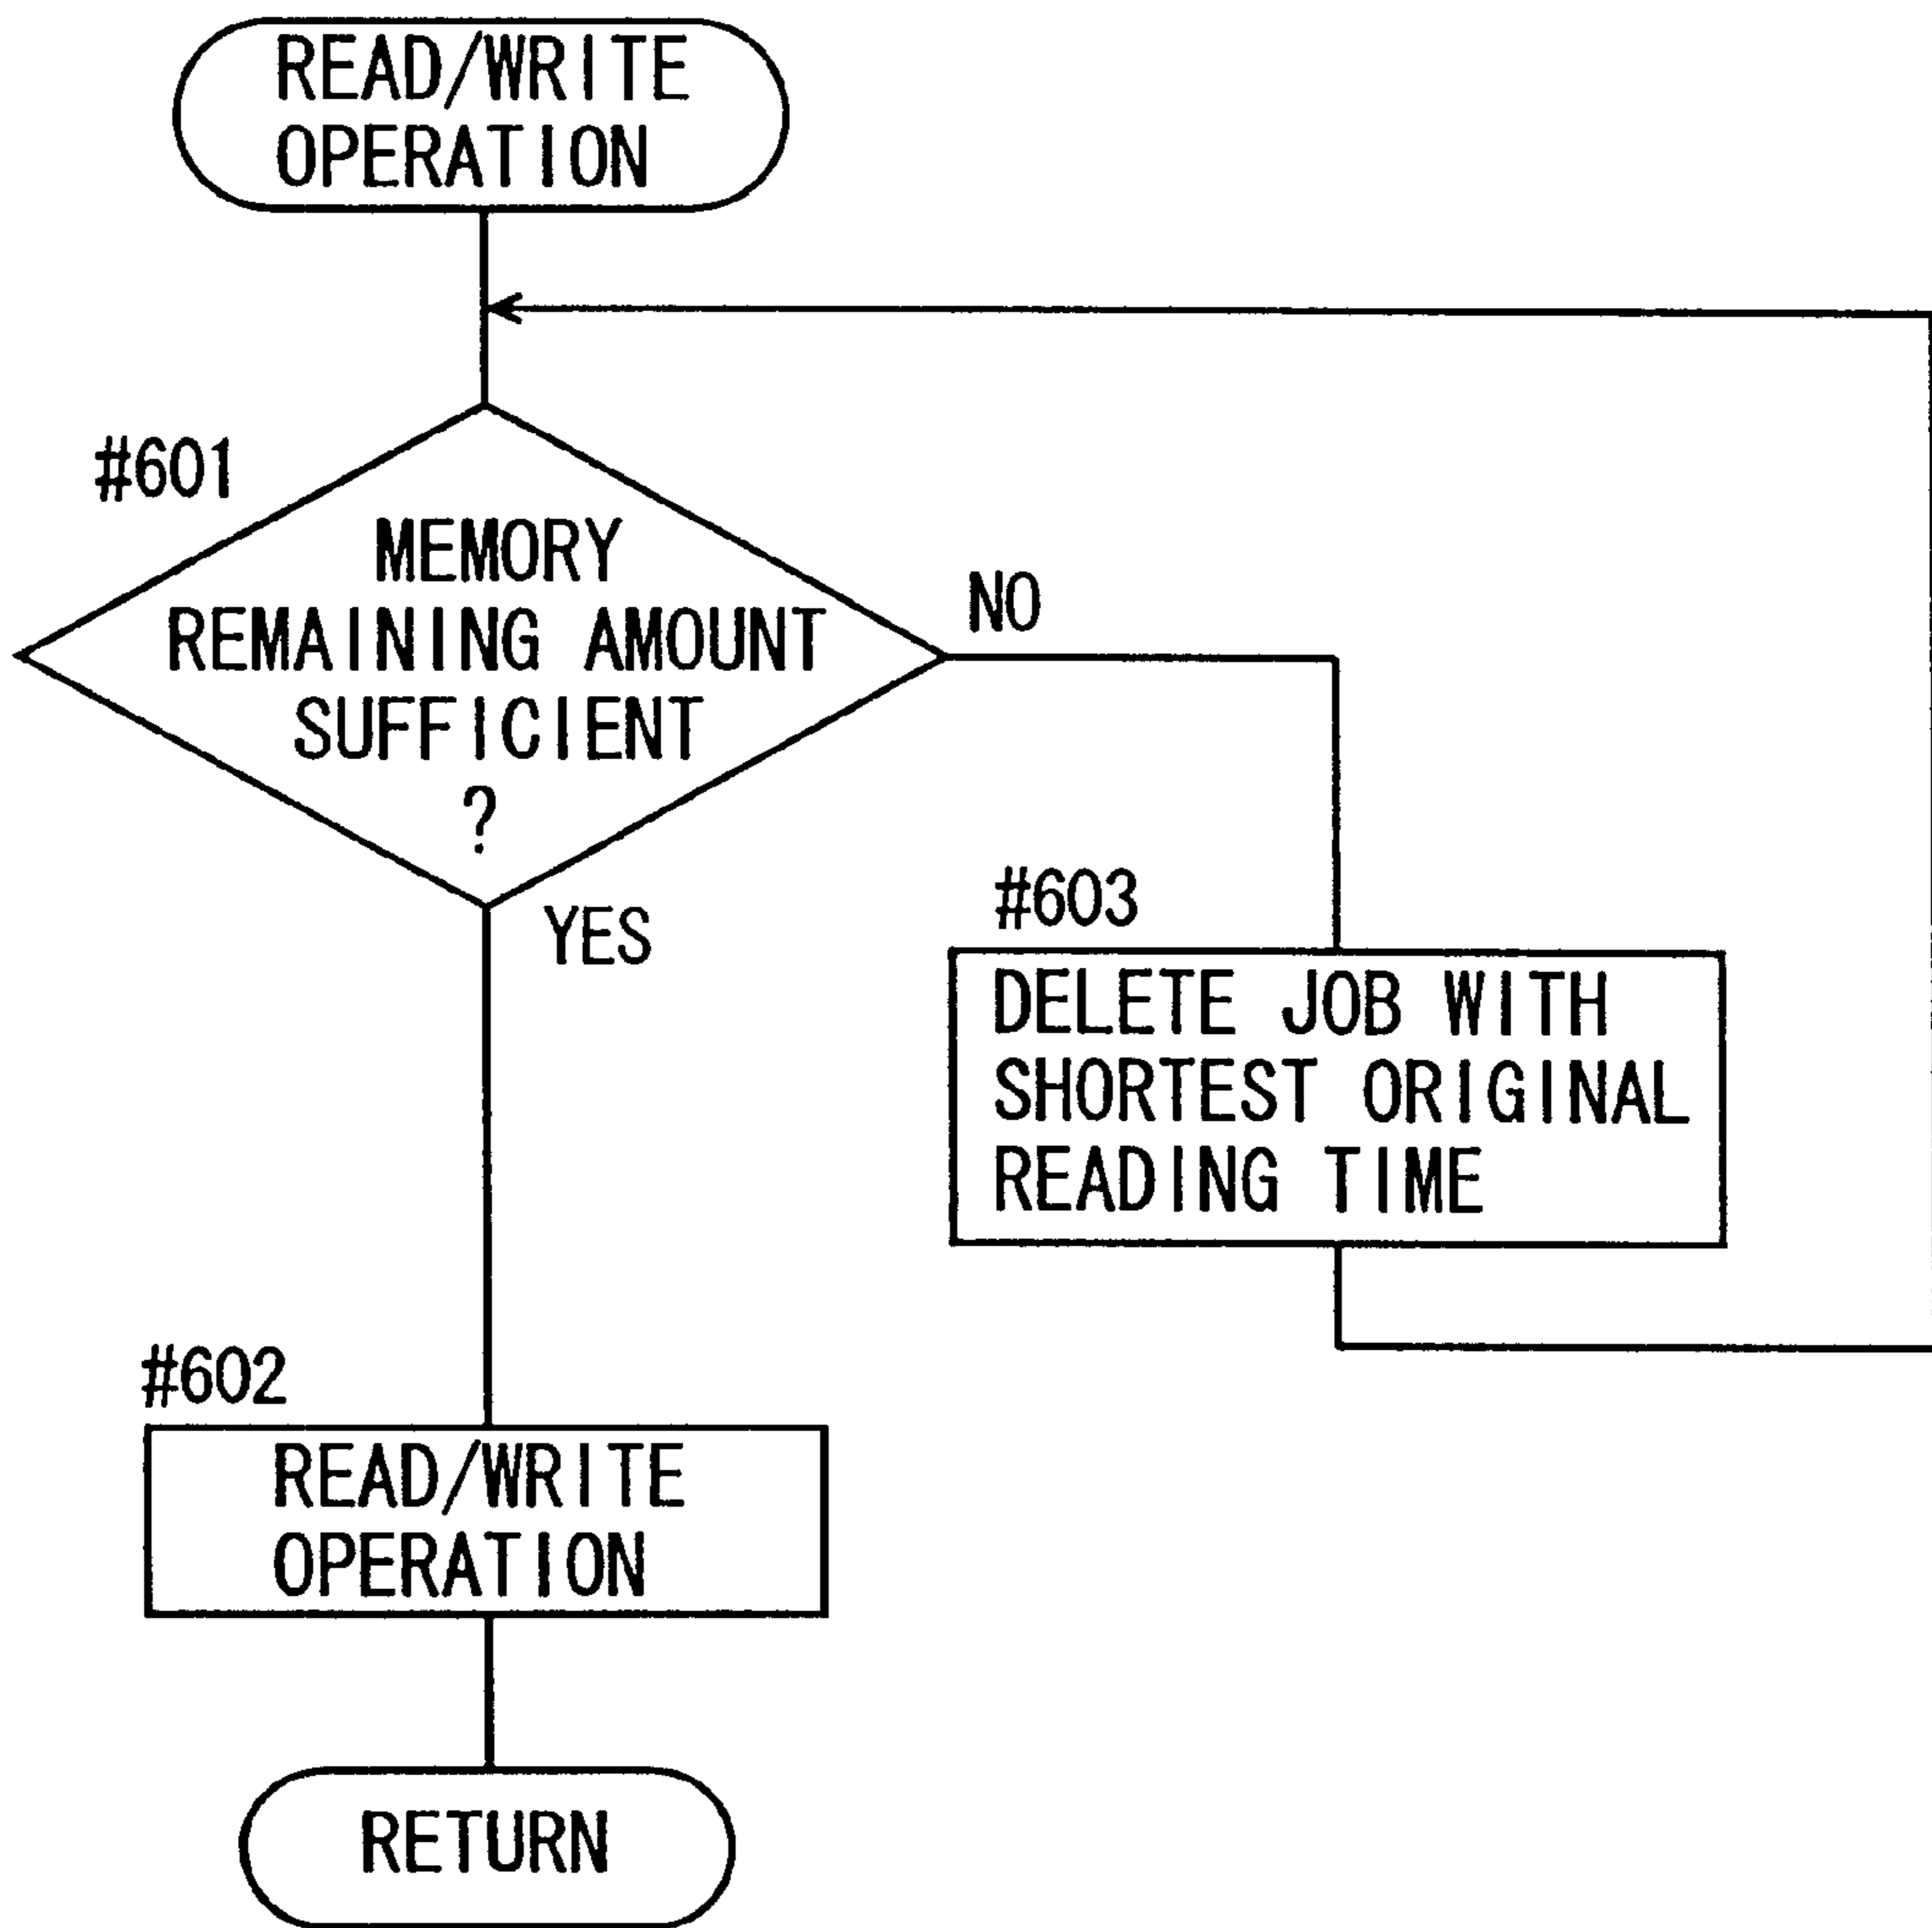 READ/WRITE
OPERATION
#601
MEMORY
REMAINING AMOUNT
SUFFICIENT
?
NO
YES
#603
DELETE JOB WITH
SHORTEST ORIGINAL
READING TIME
#602
READ/WRITE
OPERATION
RETURN